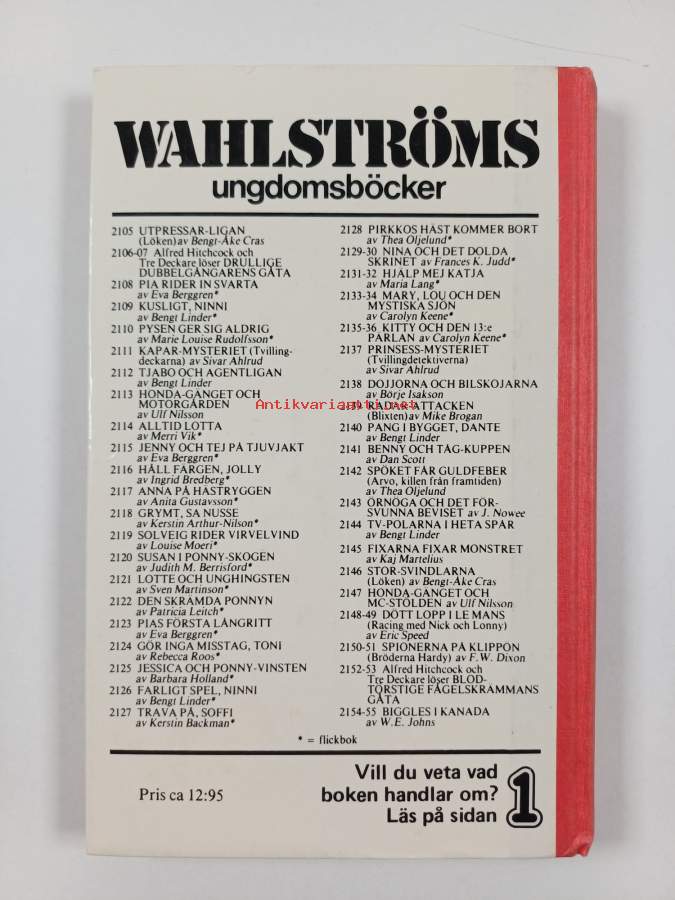 WAHLSTRÖMS
ungdomsböcker
2105 UTPRESSAR-LIGAN
(Löken) av Bengt-Åke Cras
2106-07 Alfred Hitchcock och
Tre Deckare löser DRULLIGE
DUBBELGÅNGARENS GÅTA
2108 PIA RIDER IN SVARTA
av Eva Berggren*
2109 KUSLIGT, NINNI
av Bengt Linder*
2110 PYSEN GER SIG ALDRIG
av Marie Louise Rudolfsson*
2111 KAPAR-MYSTERIET (Tvilling-
deckarna) av Sivar Ahlrud
2112 TJABO OCH AGENTLIGAN
av Bengt Linder
2113 HONDA-GÄNGET OCH
MOTORGÅRDEN
av Ulf Nilsson
2114 ALLTID LOTTA
av Merri Vik*
2115 JENNY OCH TEJ PÅ TJUVJAKT
av Eva Berggren*
2116 HÅLL FÄRGEN, JOLLY
av Ingrid Bredberg*
2117 ANNA PÅ HÄSTRYGGEN
av Anita Gustavsson*
2118 GRYMT, SA NUSSE
av Kerstin Arthur-Nilson*
2119 SOLVEIG RIDER VIRVELVIND
av Louise Moeri*
2120 SUSAN I PONNY-SKOGEN
av Judith M. Berrisford*
2121 LOTTE OCH UNGHINGSTEN
av Sven Martinson*
2122 DEN SKRÄMDA PONNYN
av Patricia Leitch*
2123 PIAS FÖRSTA LÅNGRITT
av Eva Berggren*
2124 GÖR INGA MISSTAG, TONI
av Rebecca Roos*
2125 JESSICA OCH PONNY-VINSTEN
av Barbara Holland*
2126 FARLIGT SPEL, NINNI
av Bengt Linder*
2127 TRAVA PÅ, SOFFI
av Kerstin Backman*
2128 PIRKKOS HÄST KOMMER BORT
av Thea Oljelund*
2129-30 NINA OCH DET DOLDA
SKRINET av Frances K. Judd*
2131-32 HJÄLP MEJ KATJA
av Maria Lang*
2133-34 MARY, LOU OCH DEN
MYSTISKA SJÖN
av Carolyn Keene*
2135-36 KITTY OCH DEN 13:e
PÄRLAN av Carolyn Keene*
2137 PRINSESS-MYSTERIET
(Tvillingdetektiverna)
av Sivar Ahlrud
2138 DOJJORNA OCH BILSKOJARNA
av Börje Isakson
2139 RADAR-ATTACKEN
(Blixten) av Mike Brogan
2140 PANG I BYGGET, DANTE
av Bengt Linder
2141 BENNY OCH TÅG-KUPPEN
av Dan Scott
2142 SPÖKET FÅR GULDFEBER
(Arvo, killen från framtiden)
av Thea Oljelund
2143 ÖRNÖGA OCH DET FÖR-
SVUNNA BEVISET av J. Nowee
2144 TV-POLARNA I HETA SPÅR
av Bengt Linder
2145 FIXARNA FIXAR MONSTRET
av Kaj Martelius
2146 STOR-SVINDLARNA
(Löken) av Bengt-Åke Cras
2147 HONDA-GÄNGET OCH
MC-STÖLDEN av Ulf Nilsson
2148-49 DÖTT LOPP I LE MANS
(Racing med Nick och Lonny)
av Eric Speed
2150-51 SPIONERNA PÅ KLIPPÖN
(Bröderna Hardy) av F.W. Dixon
2152-53 Alfred Hitchcock och
Tre Deckare löser BLOD-
TÖRSTIGE FÅGELSKRÄMMANS
GÅTA
2154-55 BIGGLES I KANADA
av W.E. Johns
* = flickbok
Antikvariaatti.net
Pris ca 12:95
Vill du veta vad
boken handlar om?
Läs på sidan 1